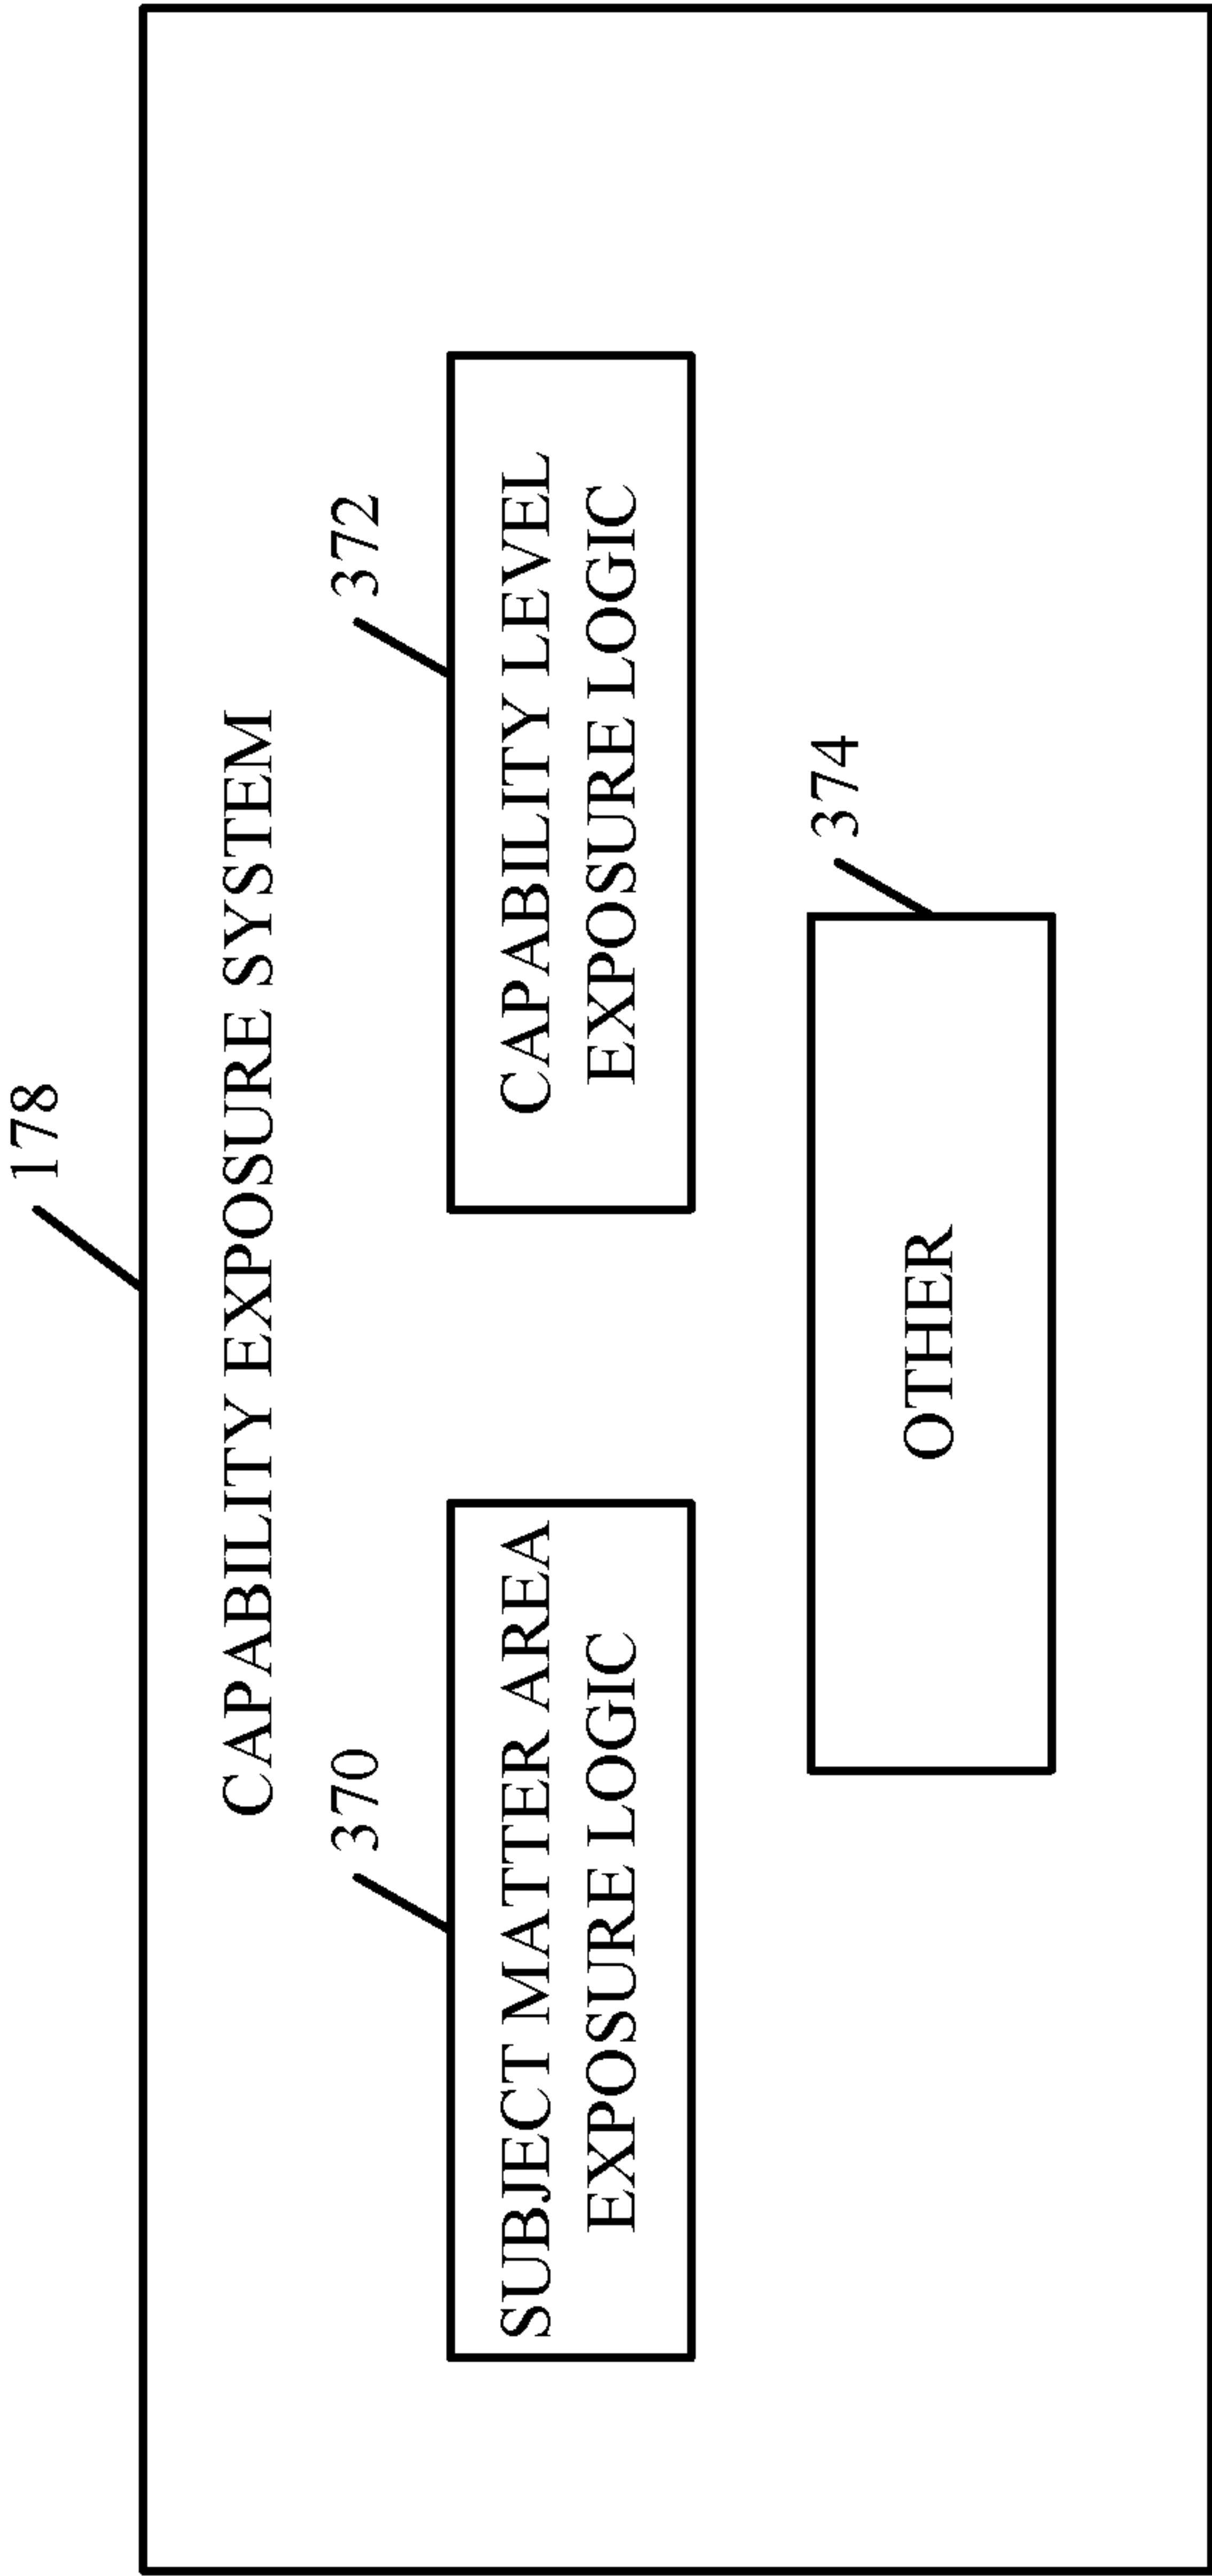 178
CAPABILITY EXPOSURE SYSTEM
370
SUBJECT MATTER AREA
EXPOSURE LOGIC
372
CAPABILITY LEVEL
EXPOSURE LOGIC
374
OTHER